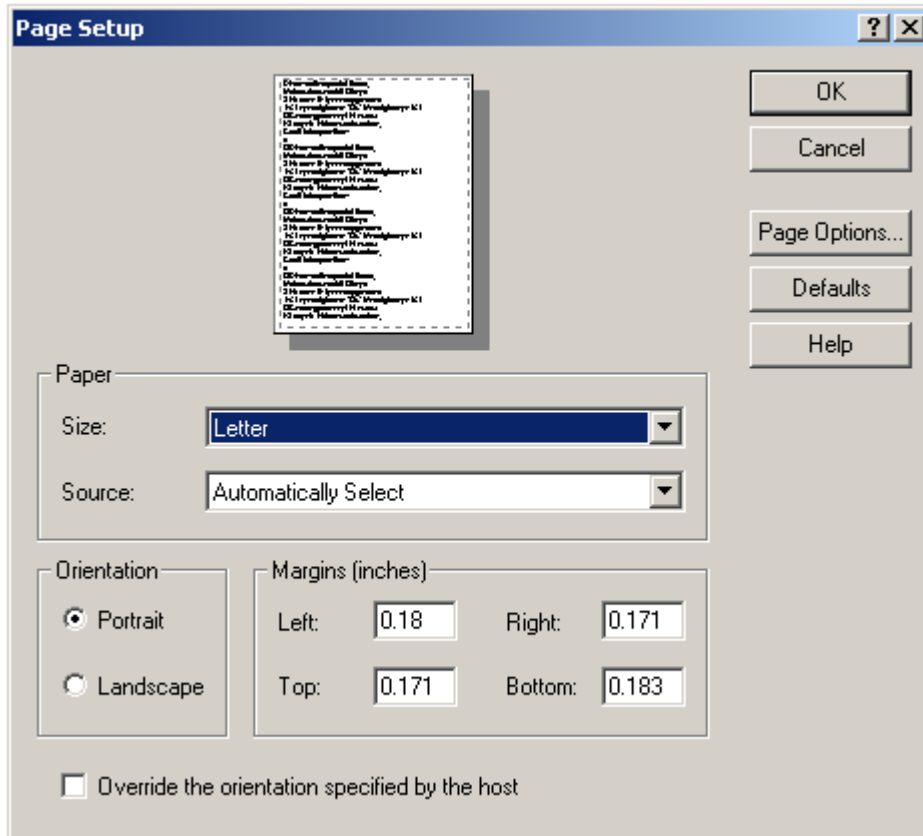 Page Setup
OK
Cancel
Page Options...
Defaults
Help
Paper
Size: Letter
Source: Automatically Select
Orientation
Portrait
Landscape
Margins (inches)
Left: 0.18 Right: 0.171
Top: 0.171 Bottom: 0.183
Override the orientation specified by the host